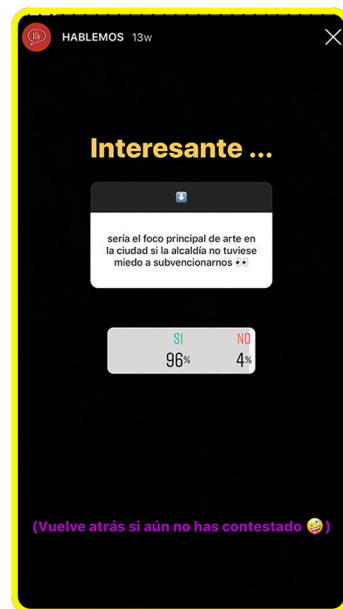 HABLEMOS 13w
Interesante ...
⬇️
sería el foco principal de arte en
la ciudad si la alcaldía no tuviese
miedo a subvencionarnos 👀
SI NO
96% 4%
(Vuelve atrás si aún no has contestado 🤪)